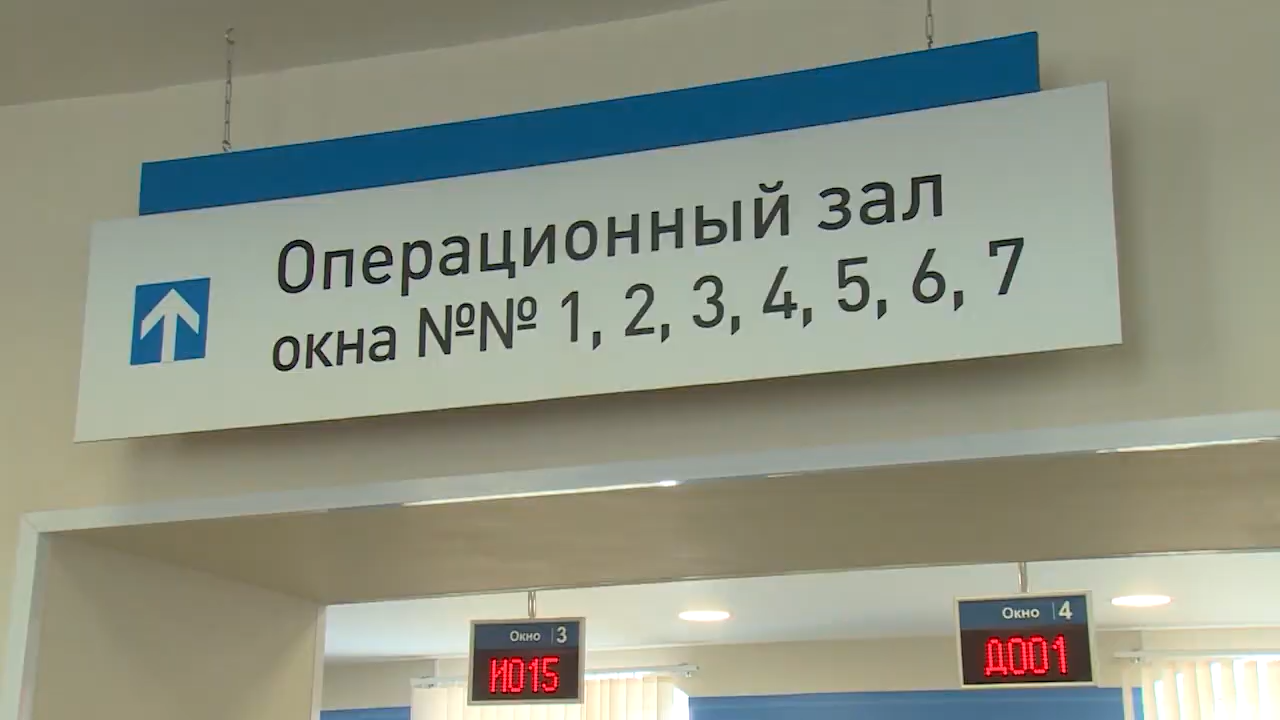 Операционный зал
окна №№ 1, 2, 3, 4, 5, 6, 7
Окно 3
И015
Окно 4
Д001